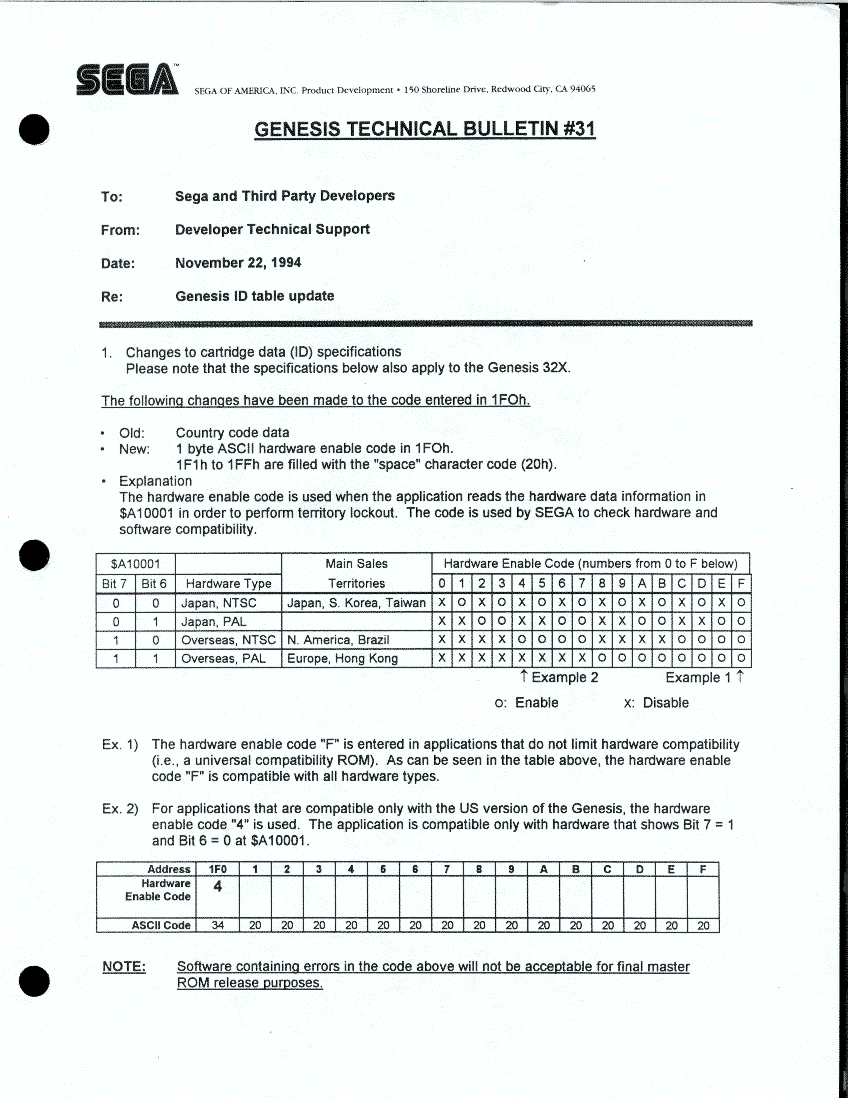 SEGA™
SEGA OF AMERICA, INC. Product Development • 150 Shoreline Drive, Redwood City, CA 94065
GENESIS TECHNICAL BULLETIN #31
To: Sega and Third Party Developers
From: Developer Technical Support
Date: November 22, 1994
Re: Genesis ID table update
1. Changes to cartridge data (ID) specifications
Please note that the specifications below also apply to the Genesis 32X.
The following changes have been made to the code entered in 1FOh.
• Old: Country code data
• New: 1 byte ASCII hardware enable code in 1FOh.
1F1h to 1FFh are filled with the "space" character code (20h).
• Explanation
The hardware enable code is used when the application reads the hardware data information in
$A10001 in order to perform territory lockout. The code is used by SEGA to check hardware and
software compatibility.
$A10001 Main Sales Hardware Enable Code (numbers from 0 to F below)
Bit 7 Bit 6 Hardware Type Territories 0 1 2 3 4 5 6 7 8 9 A B C D E F
0 0 Japan, NTSC Japan, S. Korea, Taiwan X O X O X O X O X O X O X O X O
0 1 Japan, PAL X X O O X X O O X X O O X X O O
1 0 Overseas, NTSC N. America, Brazil X X X X O O O O X X X X O O O O
1 1 Overseas, PAL Europe, Hong Kong X X X X X X X X O O O O O O O O
↑ Example 2 Example 1 ↑
O: Enable X: Disable
Ex. 1) The hardware enable code "F" is entered in applications that do not limit hardware compatibility
(i.e., a universal compatibility ROM). As can be seen in the table above, the hardware enable
code "F" is compatible with all hardware types.
Ex. 2) For applications that are compatible only with the US version of the Genesis, the hardware
enable code "4" is used. The application is compatible only with hardware that shows Bit 7 = 1
and Bit 6 = 0 at $A10001.
Address 1F0 1 2 3 4 5 6 7 8 9 A B C D E F
Hardware 4
Enable Code
ASCII Code 34 20 20 20 20 20 20 20 20 20 20 20 20 20 20 20
NOTE: Software containing errors in the code above will not be acceptable for final master
ROM release purposes.